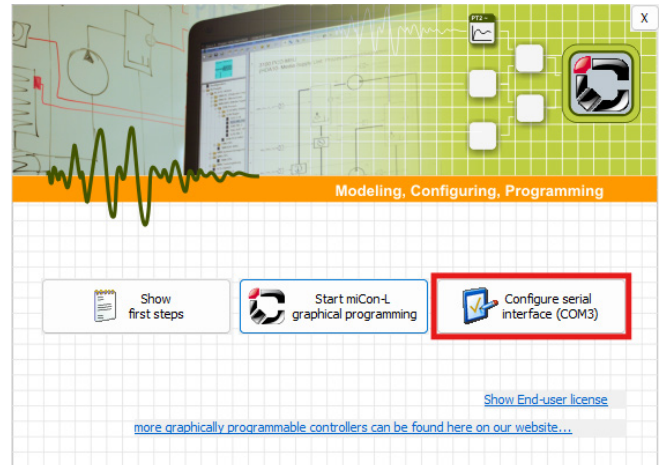 PT2~
X
Modeling, Configuring, Programming
Show
first steps
Start miCon-L
graphical programming
Configure serial
interface (COM3)
Show End-user license
more graphically programmable controllers can be found here on our website...